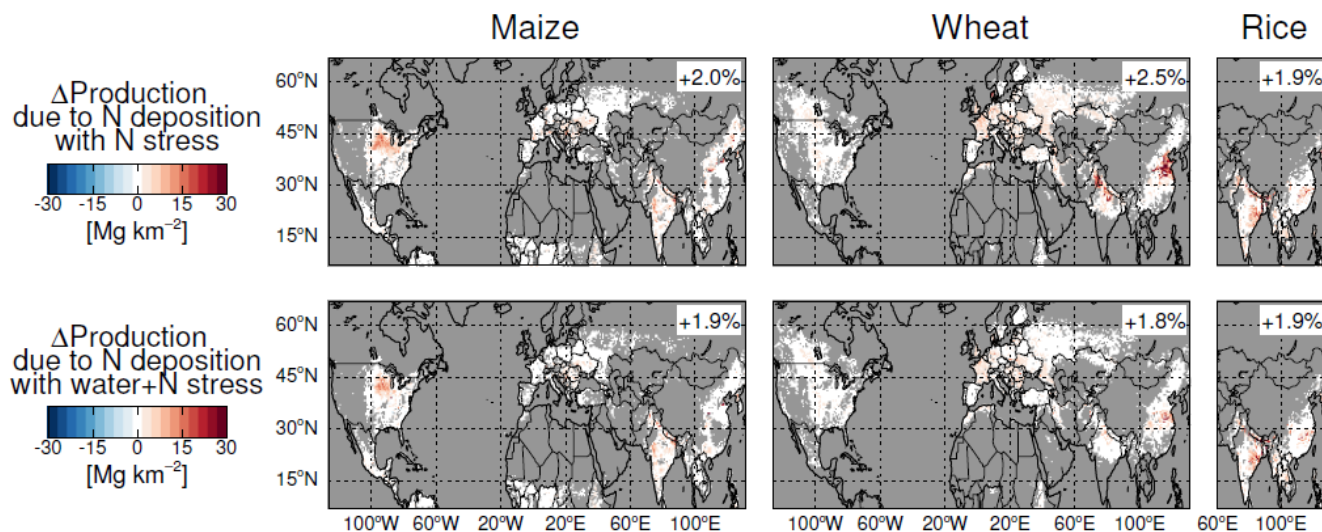 Maize
Wheat
Rice
ΔProduction
due to N deposition
with N stress
-30 -15 0 15 30
[Mg km⁻²]
60°N
45°N
30°N
15°N
+2.0%
+2.5%
+1.9%
ΔProduction
due to N deposition
with water+N stress
-30 -15 0 15 30
[Mg km⁻²]
60°N
45°N
30°N
15°N
+1.9%
+1.8%
+1.9%
100°W 60°W 20°W 20°E 60°E 100°E
100°W 60°W 20°W 20°E 60°E 100°E
60°E 100°E